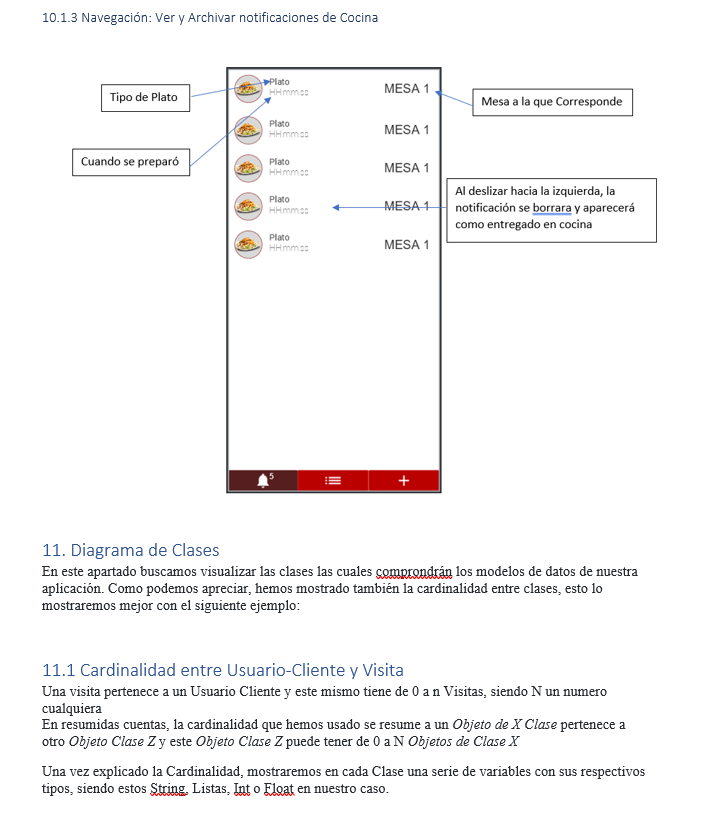 10.1.3 Navegación: Ver y Archivar notificaciones de Cocina
Tipo de Plato
Cuando se preparó
Plato
HHmmss
MESA 1
Plato
HHmmss
MESA 1
Plato
HHmmss
MESA 1
Plato
HHmmss
MESA 1
Plato
HHmmss
MESA 1
Mesa a la que Corresponde
Al deslizar hacia la izquierda, la
notificación se borrara y aparecerá
como entregado en cocina
5
11. Diagrama de Clases
En este apartado buscamos visualizar las clases las cuales comprondrán los modelos de datos de nuestra
aplicación. Como podemos apreciar, hemos mostrado también la cardinalidad entre clases, esto lo
mostraremos mejor con el siguiente ejemplo:
11.1 Cardinalidad entre Usuario-Cliente y Visita
Una visita pertenece a un Usuario Cliente y este mismo tiene de 0 a n Visitas, siendo N un numero
cualquiera
En resumidas cuentas, la cardinalidad que hemos usado se resume a un Objeto de X Clase pertenece a
otro Objeto Clase Z y este Objeto Clase Z puede tener de 0 a N Objetos de Clase X
Una vez explicado la Cardinalidad, mostraremos en cada Clase una serie de variables con sus respectivos
tipos, siendo estos String, Listas, Int o Float en nuestro caso.